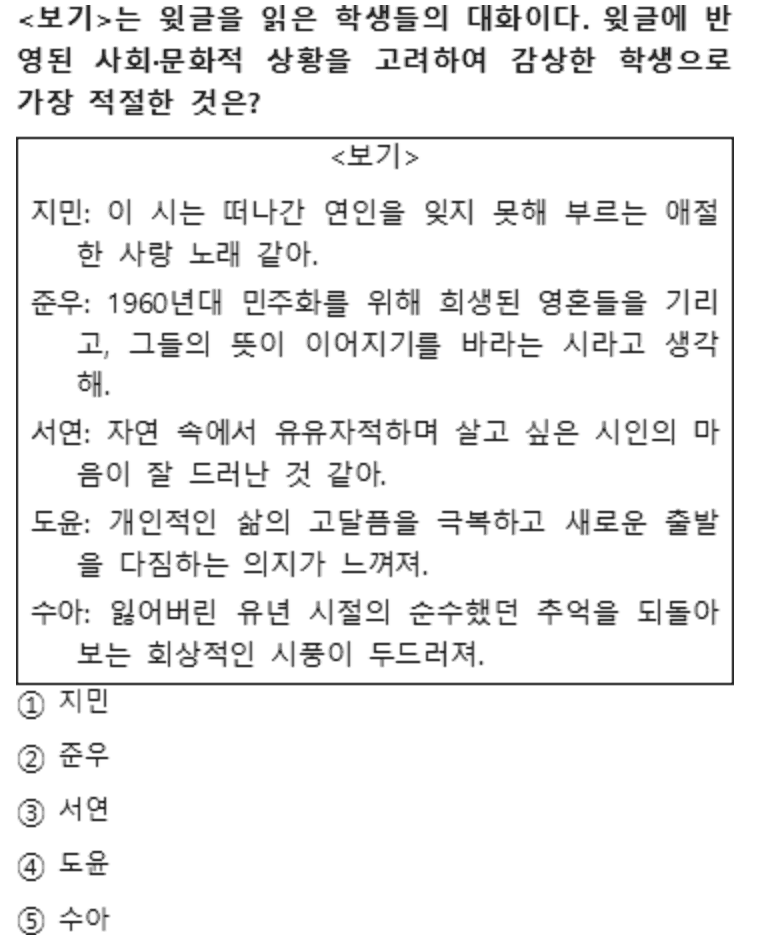 <보기>는 윗글을 읽은 학생들의 대화이다. 윗글에 반
영된 사회·문화적 상황을 고려하여 감상한 학생으로
가장 적절한 것은?
<보기>
지민: 이 시는 떠나간 연인을 잊지 못해 부르는 애절
한 사랑 노래 같아.
준우: 1960년대 민주화를 위해 희생된 영혼들을 기리
고, 그들의 뜻이 이어지기를 바라는 시라고 생각
해.
서연: 자연 속에서 유유자적하며 살고 싶은 시인의 마
음이 잘 드러난 것 같아.
도윤: 개인적인 삶의 고달픔을 극복하고 새로운 출발
을 다짐하는 의지가 느껴져.
수아: 잃어버린 유년 시절의 순수했던 추억을 되돌아
보는 회상적인 시풍이 두드러져.
① 지민
② 준우
③ 서연
④ 도윤
⑤ 수아